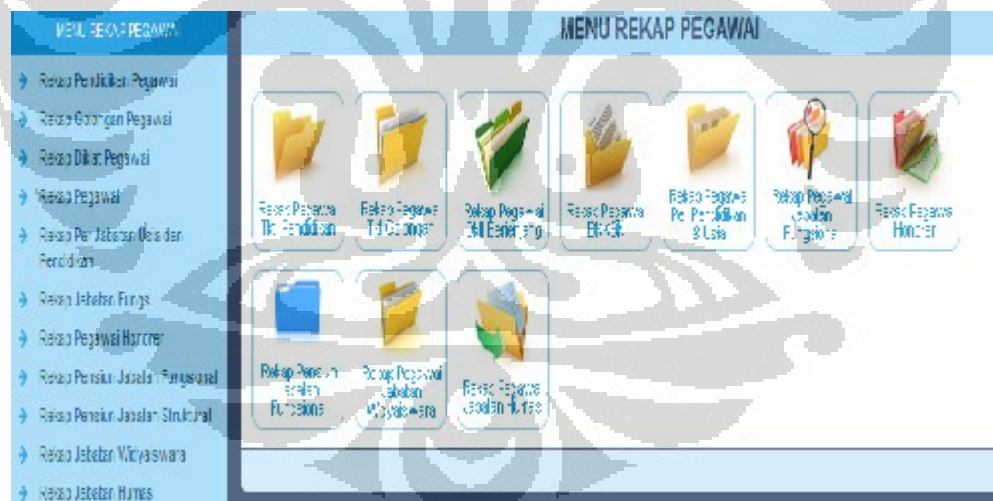 MENU REKAP PEGAWAI
MENU REKAP PEGAWAI
Rekap Pendidikan Pegawai
Rekap Golongan Pegawai
Rekap Diklat Pegawai
Rekap Pegawai
Rekap Per Jabatan Usia dan
Pendidikan
Rekap Jabatan Fungs
Rekap Pegawai Honorer
Rekap Pensiun Jabatan Fungsional
Rekap Pensiun Jabatan Struktural
Rekap Jabatan Widyaiswara
Rekap Jabatan Humas
Rekap Pegawai
Tkt Pendidikan
Rekap Pegawai
Tkt Golongan
Rekap Pegawai
Dkl Berjenjang
Rekap Pegawai
Rekap Pegawai
Per Pendidikan
& Usia
Rekap Pegawai
Jabatan
Fungsional
Rekap Pegawai
Honorer
Rekap Pensiun
Jabatan
Fungsional
Rekap Pegawai
Jabatan
Widyaiswara
Rekap Pegawai
Jabatan Humas